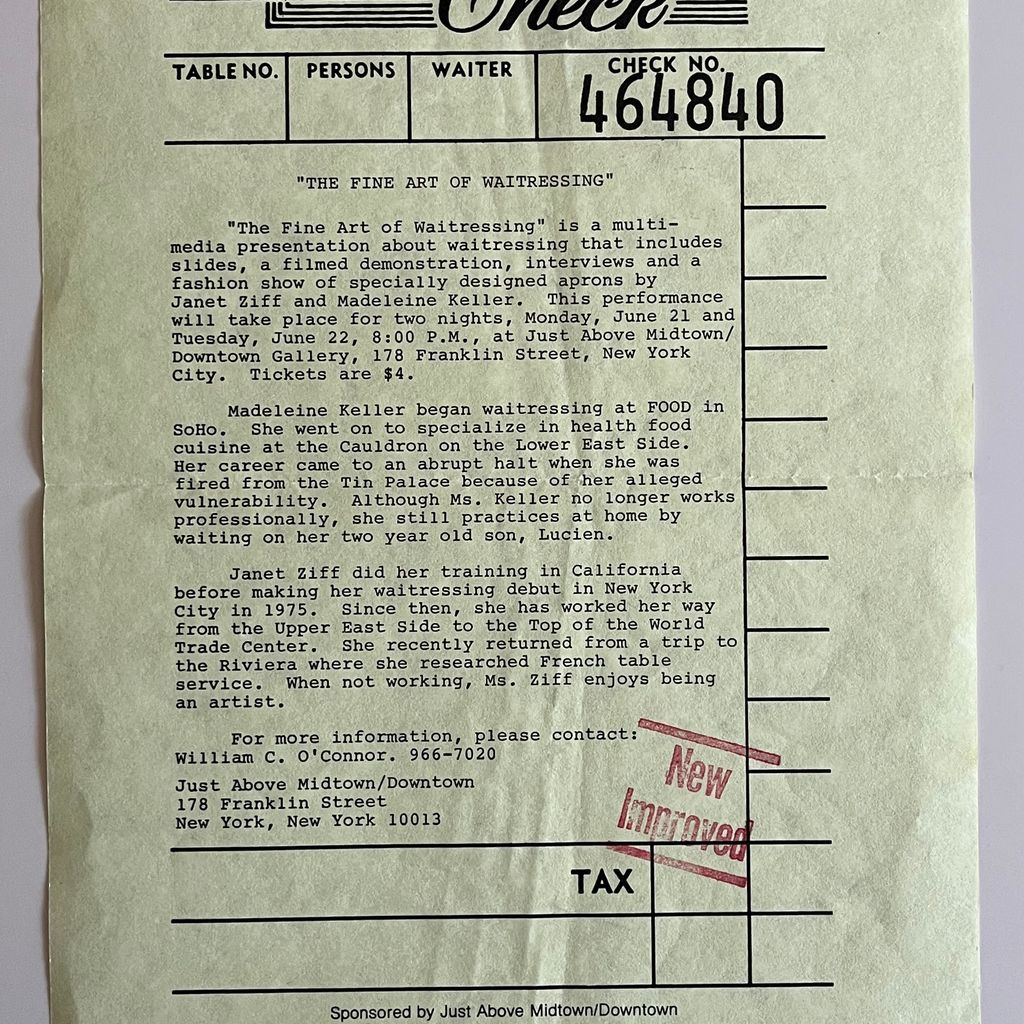 Check
TABLE NO. PERSONS WAITER CHECK NO.
464840
"THE FINE ART OF WAITRESSING"
"The Fine Art of Waitressing" is a multi-
media presentation about waitressing that includes
slides, a filmed demonstration, interviews and a
fashion show of specially designed aprons by
Janet Ziff and Madeleine Keller. This performance
will take place for two nights, Monday, June 21 and
Tuesday, June 22, 8:00 P.M., at Just Above Midtown/
Downtown Gallery, 178 Franklin Street, New York
City. Tickets are $4.
Madeleine Keller began waitressing at FOOD in
SoHo. She went on to specialize in health food
cuisine at the Cauldron on the Lower East Side.
Her career came to an abrupt halt when she was
fired from the Tin Palace because of her alleged
vulnerability. Although Ms. Keller no longer works
professionally, she still practices at home by
waiting on her two year old son, Lucien.
Janet Ziff did her training in California
before making her waitressing debut in New York
City in 1975. Since then, she has worked her way
from the Upper East Side to the Top of the World
Trade Center. She recently returned from a trip to
the Riviera where she researched French table
service. When not working, Ms. Ziff enjoys being
an artist.
For more information, please contact:
William C. O'Connor. 966-7020
Just Above Midtown/Downtown
178 Franklin Street
New York, New York 10013
New
Improved
TAX
Sponsored by Just Above Midtown/Downtown